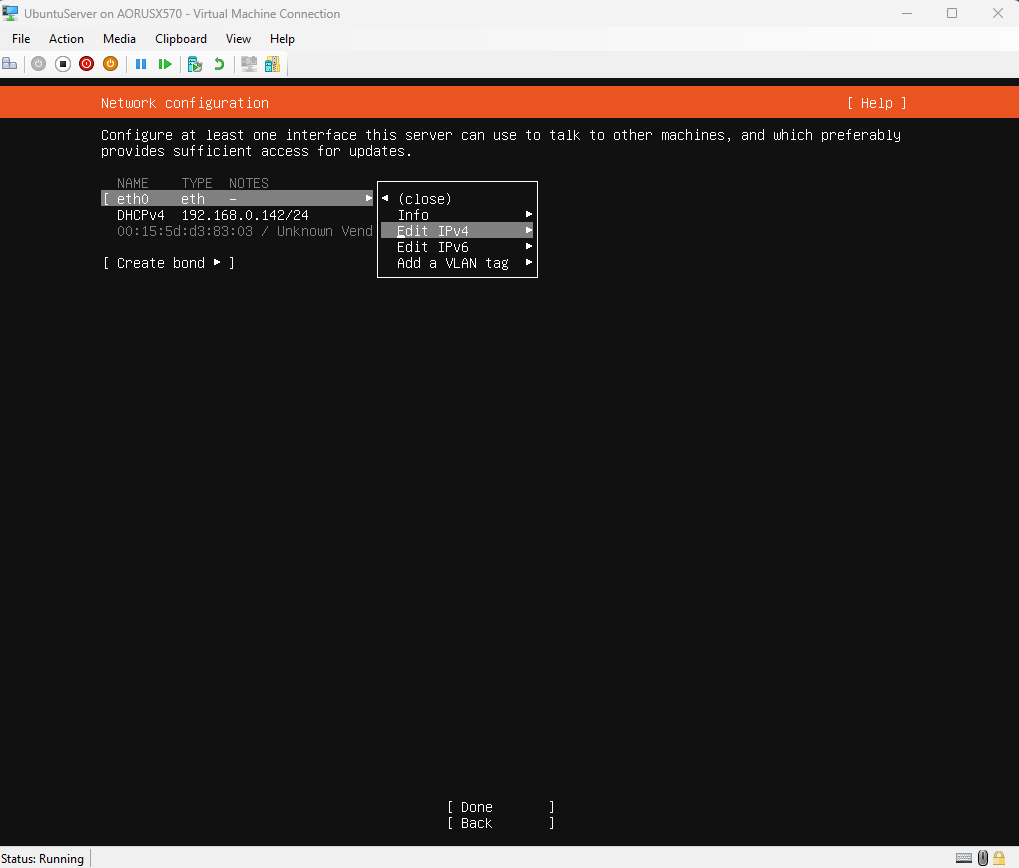 UbuntuServer on AORUSX570 - Virtual Machine Connection
File Action Media Clipboard View Help
Network configuration [ Help ]
Configure at least one interface this server can use to talk to other machines, and which preferably
provides sufficient access for updates.
NAME TYPE NOTES
[ eth0 eth - ▸
DHCPv4 192.168.0.142/24
00:15:5d:d3:83:03 / Unknown Vend
[ Create bond ▸ ]
◂ (close)
Info ▸
Edit IPv4 ▸
Edit IPv6 ▸
Add a VLAN tag ▸
[ Done ]
[ Back ]
Status: Running